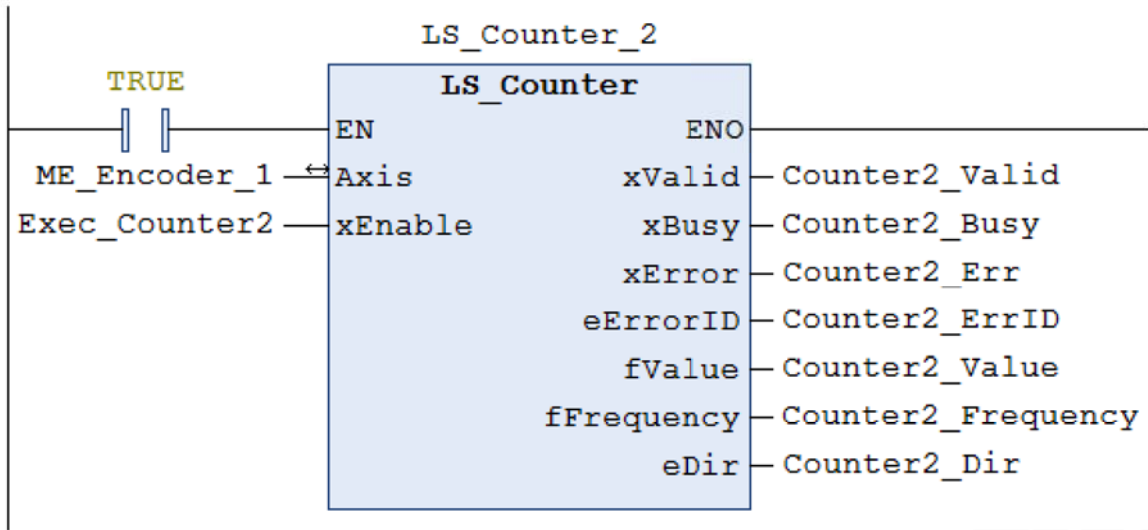 LS_Counter_2
TRUE
LS_Counter
EN ENO
ME_Encoder_1 Axis xValid Counter2_Valid
Exec_Counter2 xEnable xBusy Counter2_Busy
xError Counter2_Err
eErrorID Counter2_ErrID
fValue Counter2_Value
fFrequency Counter2_Frequency
eDir Counter2_Dir